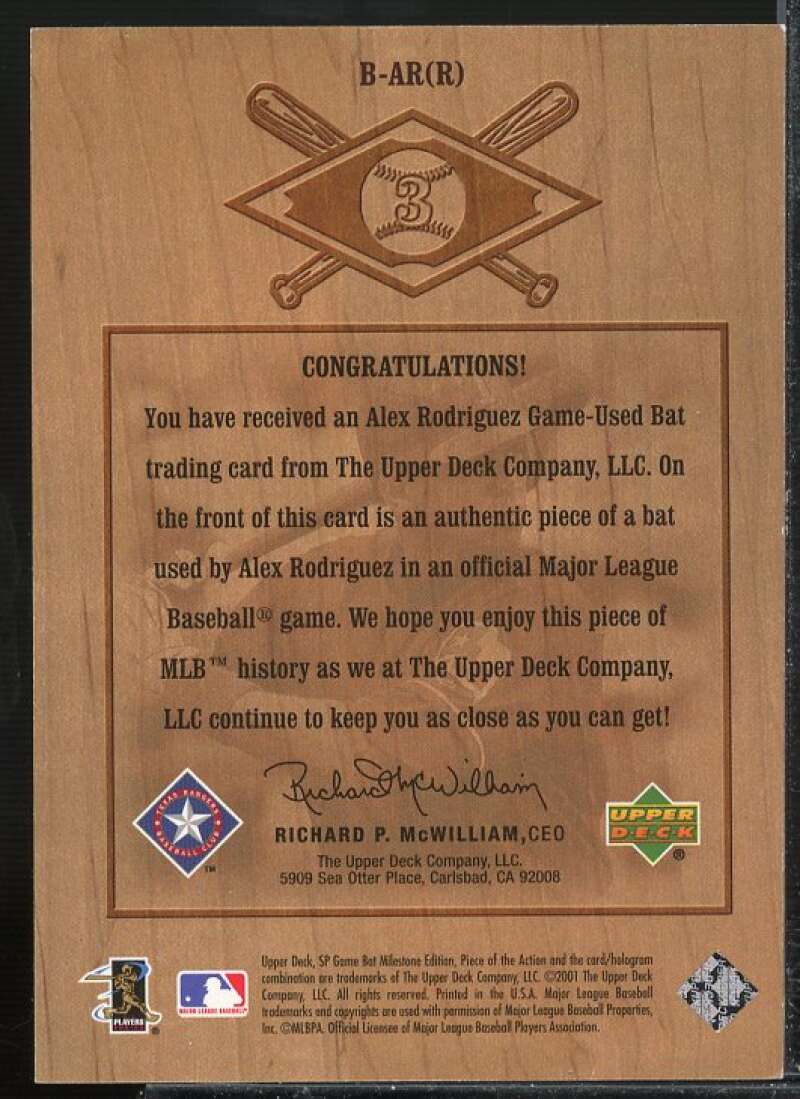 B-AR(R)
3
CONGRATULATIONS!
You have received an Alex Rodriguez Game-Used Bat
trading card from The Upper Deck Company, LLC. On
the front of this card is an authentic piece of a bat
used by Alex Rodriguez in an official Major League
Baseball® game. We hope you enjoy this piece of
MLB™ history as we at The Upper Deck Company,
LLC continue to keep you as close as you can get!
Richard McWilliam
RICHARD P. McWILLIAM, CEO
The Upper Deck Company, LLC.
5909 Sea Otter Place, Carlsbad, CA 92008
TEXAS RANGERS
BASEBALL CLUB
™
UPPER
DECK
®
PLAYERS
®
MAJOR LEAGUE BASEBALL
Upper Deck, SP Game Bat Milestone Edition, Piece of the Action and the card/hologram
combination are trademarks of The Upper Deck Company, LLC. ©2001 The Upper Deck
Company, LLC. All rights reserved. Printed in the U.S.A. Major League Baseball
trademarks and copyrights are used with permission of Major League Baseball Properties,
Inc. ©MLBPA. Official Licensee of Major League Baseball Players Association.